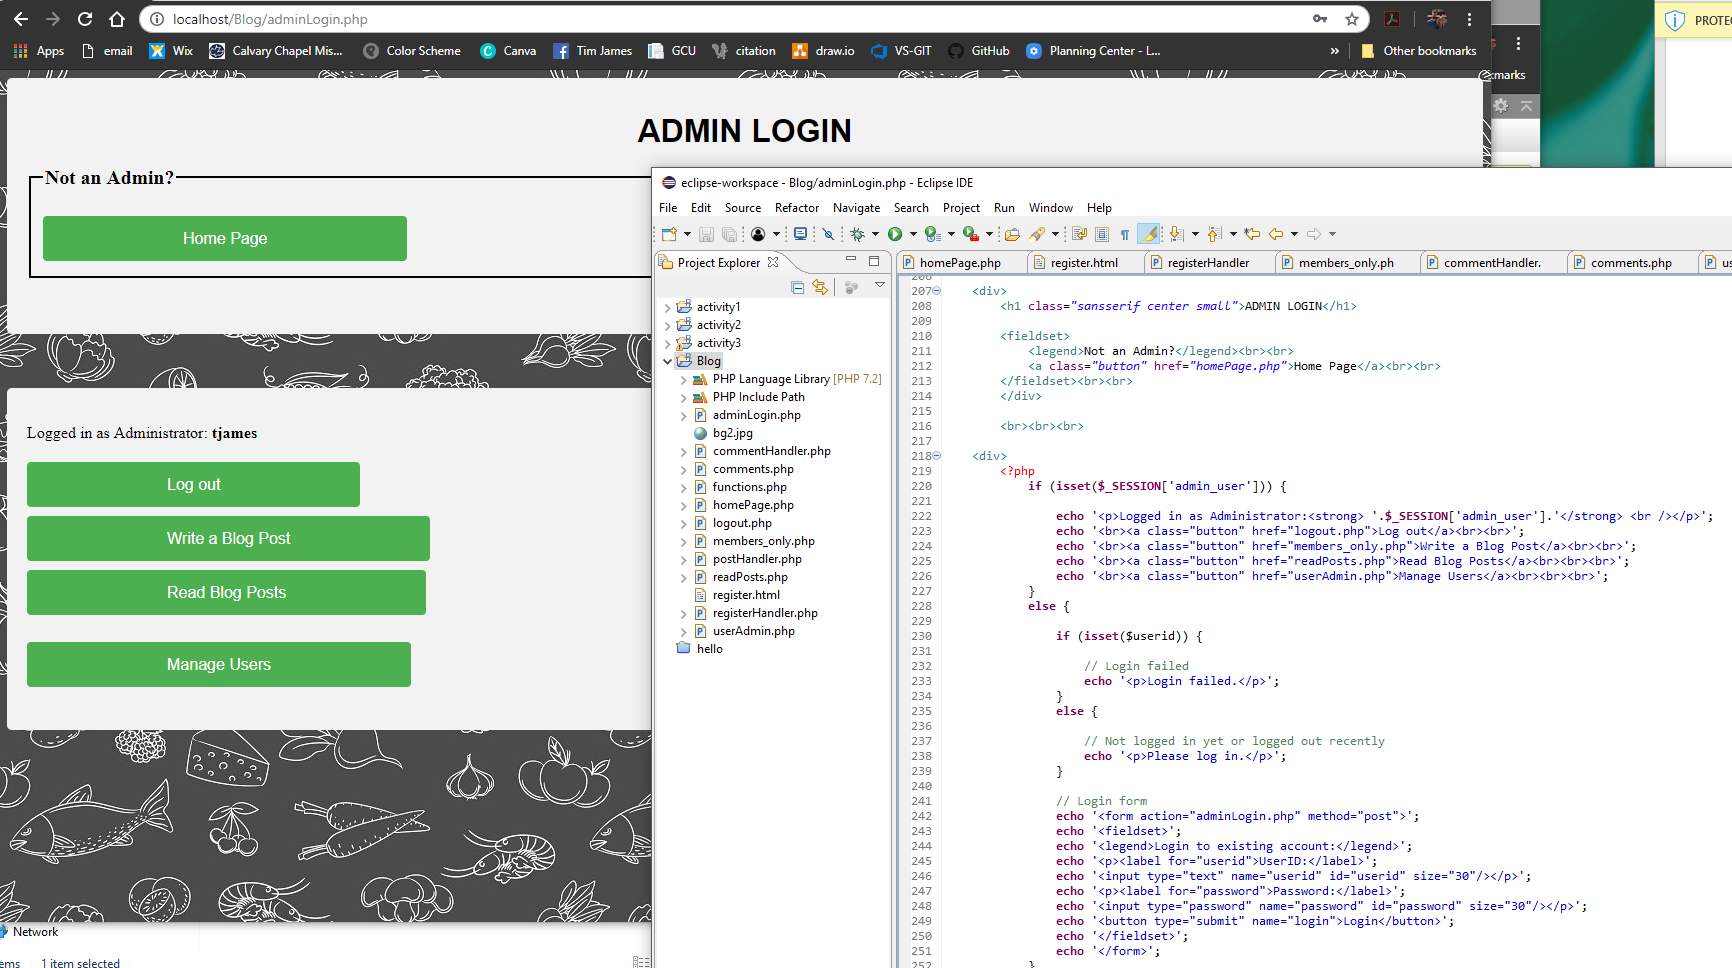 localhost/Blog/adminLogin.php
PROTE
Apps email Wix Calvary Chapel Mis... Color Scheme Canva Tim James GCU citation draw.io VS-GIT GitHub Planning Center - L... » Other bookmarks
kmarks
ADMIN LOGIN
Not an Admin?
Home Page
Logged in as Administrator: tjames
Log out
Write a Blog Post
Read Blog Posts
Manage Users
Network
ems 1 item selected
eclipse-workspace - Blog/adminLogin.php - Eclipse IDE
File Edit Source Refactor Navigate Search Project Run Window Help
Project Explorer
activity1
activity2
activity3
Blog
PHP Language Library [PHP 7.2]
PHP Include Path
adminLogin.php
bg2.jpg
commentHandler.php
comments.php
functions.php
homePage.php
logout.php
members_only.php
postHandler.php
readPosts.php
register.html
registerHandler.php
userAdmin.php
hello
homePage.php register.html registerHandler members_only.ph commentHandler. comments.php us
206
207 <div>
208 <h1 class="sansserif center small">ADMIN LOGIN</h1>
209
210 <fieldset>
211 <legend>Not an Admin?</legend><br><br>
212 <a class="button" href="homePage.php">Home Page</a><br><br>
213 </fieldset><br><br>
214 </div>
215
216 <br><br><br>
217
218 <div>
219 <?php
220 if (isset($_SESSION['admin_user'])) {
221
222 echo '<p>Logged in as Administrator:<strong> '.$_SESSION['admin_user'].'</strong> <br /></p>';
223 echo '<br><a class="button" href="logout.php">Log out</a><br><br>';
224 echo '<br><a class="button" href="members_only.php">Write a Blog Post</a><br><br>';
225 echo '<br><a class="button" href="readPosts.php">Read Blog Posts</a><br><br><br>';
226 echo '<br><a class="button" href="userAdmin.php">Manage Users</a><br><br><br>';
227 }
228 else {
229
230 if (isset($userid)) {
231
232 // Login failed
233 echo '<p>Login failed.</p>';
234 }
235 else {
236
237 // Not logged in yet or logged out recently
238 echo '<p>Please log in.</p>';
239 }
240
241 // Login form
242 echo '<form action="adminLogin.php" method="post">';
243 echo '<fieldset>';
244 echo '<legend>Login to existing account:</legend>';
245 echo '<p><label for="userid">UserID:</label>';
246 echo '<input type="text" name="userid" id="userid" size="30"/></p>';
247 echo '<p><label for="password">Password:</label>';
248 echo '<input type="password" name="password" id="password" size="30"/></p>';
249 echo '<button type="submit" name="login">Login</button>';
250 echo '</fieldset>';
251 echo '</form>';
252 }